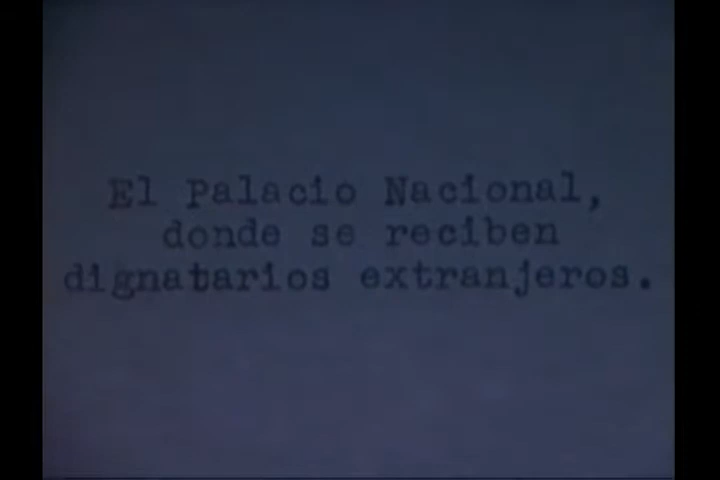 El Palacio Nacional,
donde se reciben
dignatarios extranjeros.